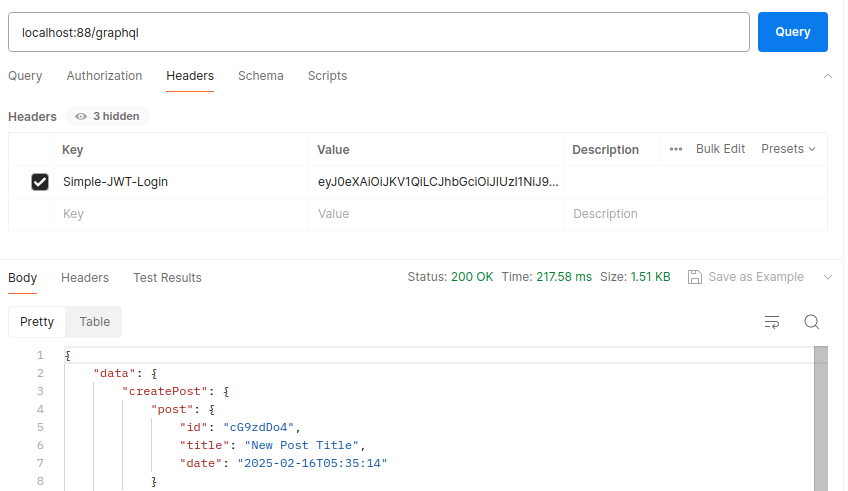 localhost:88/graphql
Query
Query Authorization Headers Schema Scripts
Headers 3 hidden
Key Value Description ••• Bulk Edit Presets
Simple-JWT-Login eyJ0eXAiOiJKV1QiLCJhbGciOiJIUzI1NiJ9...
Key Value Description
Body Headers Test Results Status: 200 OK Time: 217.58 ms Size: 1.51 KB Save as Example
Pretty Table
1 {
2 "data": {
3 "createPost": {
4 "post": {
5 "id": "cG9zdDo4",
6 "title": "New Post Title",
7 "date": "2025-02-16T05:35:14"
8 }